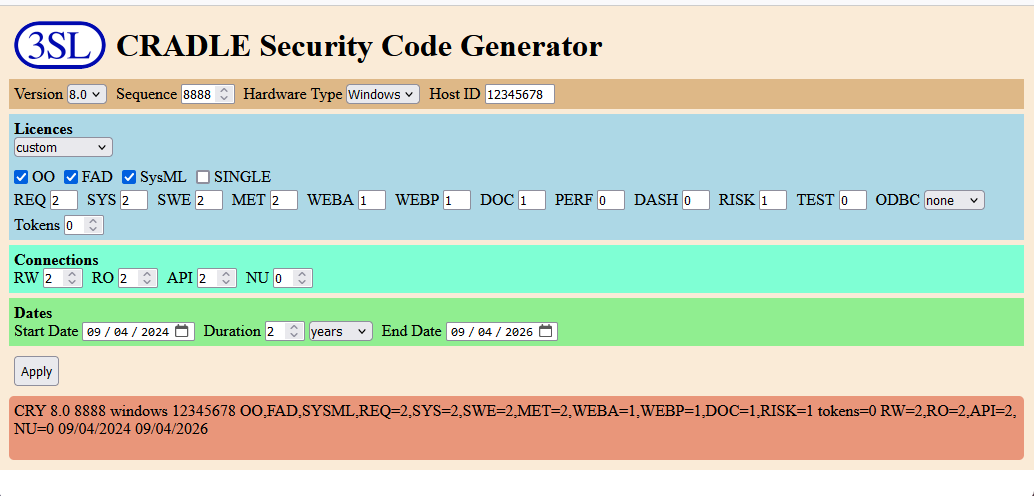 3SL CRADLE Security Code Generator
Version 8.0 Sequence 8888 Hardware Type Windows Host ID 12345678
Licences
custom
OO FAD SysML SINGLE
REQ 2 SYS 2 SWE 2 MET 2 WEBA 1 WEBP 1 DOC 1 PERF 0 DASH 0 RISK 1 TEST 0 ODBC none
Tokens 0
Connections
RW 2 RO 2 API 2 NU 0
Dates
Start Date 09 / 04 / 2024 Duration 2 years End Date 09 / 04 / 2026
Apply
CRY 8.0 8888 windows 12345678 OO,FAD,SYSML,REQ=2,SYS=2,SWE=2,MET=2,WEBA=1,WEBP=1,DOC=1,RISK=1 tokens=0 RW=2,RO=2,API=2,
NU=0 09/04/2024 09/04/2026